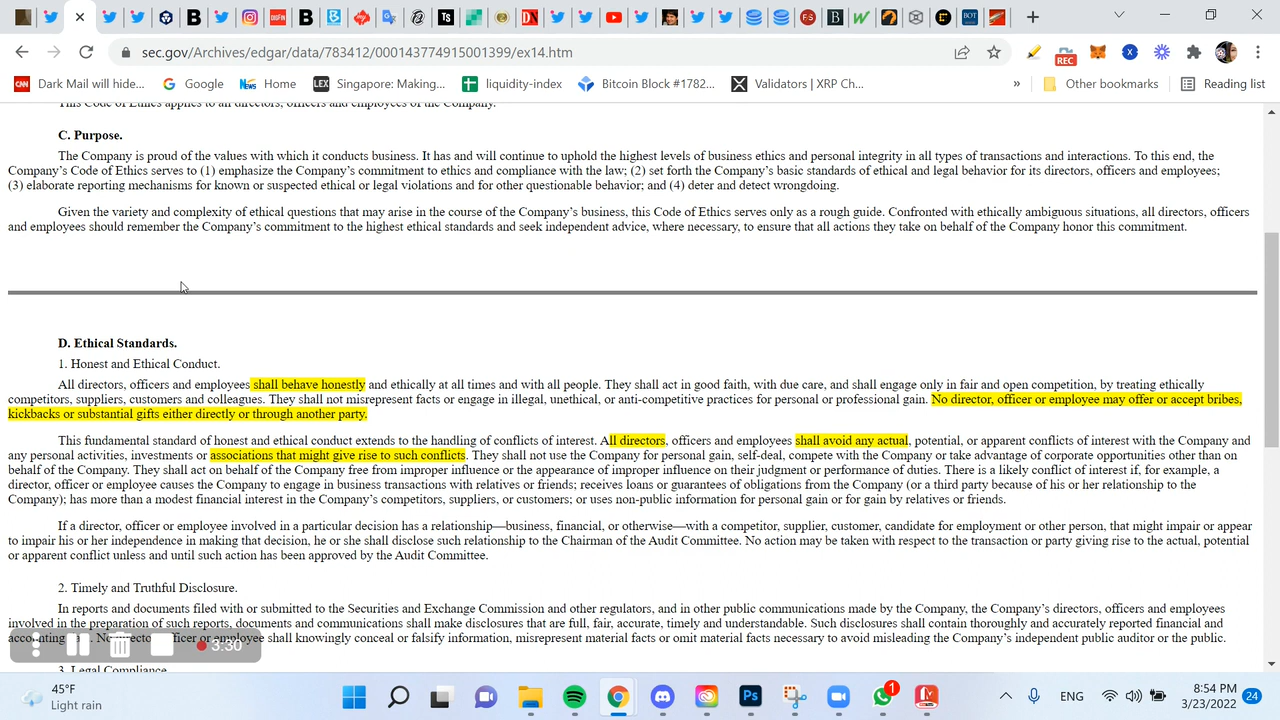 sec.gov/Archives/edgar/data/783412/000143774915001399/ex14.htm
REC
Dark Mail will hide... Google Home Singapore: Making... liquidity-index Bitcoin Block #1782... Validators | XRP Ch... » Other bookmarks Reading list
This Code of Ethics applies to all directors, officers and employees of the Company.
C. Purpose.
The Company is proud of the values with which it conducts business. It has and will continue to uphold the highest levels of business ethics and personal integrity in all types of transactions and interactions. To this end, the
Company's Code of Ethics serves to (1) emphasize the Company's commitment to ethics and compliance with the law; (2) set forth the Company's basic standards of ethical and legal behavior for its directors, officers and employees;
(3) elaborate reporting mechanisms for known or suspected ethical or legal violations and for other questionable behavior; and (4) deter and detect wrongdoing.
Given the variety and complexity of ethical questions that may arise in the course of the Company's business, this Code of Ethics serves only as a rough guide. Confronted with ethically ambiguous situations, all directors, officers
and employees should remember the Company's commitment to the highest ethical standards and seek independent advice, where necessary, to ensure that all actions they take on behalf of the Company honor this commitment.
D. Ethical Standards.
1. Honest and Ethical Conduct.
All directors, officers and employees shall behave honestly and ethically at all times and with all people. They shall act in good faith, with due care, and shall engage only in fair and open competition, by treating ethically
competitors, suppliers, customers and colleagues. They shall not misrepresent facts or engage in illegal, unethical, or anti-competitive practices for personal or professional gain. No director, officer or employee may offer or accept bribes,
kickbacks or substantial gifts either directly or through another party.
This fundamental standard of honest and ethical conduct extends to the handling of conflicts of interest. All directors, officers and employees shall avoid any actual, potential, or apparent conflicts of interest with the Company and
any personal activities, investments or associations that might give rise to such conflicts. They shall not use the Company for personal gain, self-deal, compete with the Company or take advantage of corporate opportunities other than on
behalf of the Company. They shall act on behalf of the Company free from improper influence or the appearance of improper influence on their judgment or performance of duties. There is a likely conflict of interest if, for example, a
director, officer or employee causes the Company to engage in business transactions with relatives or friends; receives loans or guarantees of obligations from the Company (or a third party because of his or her relationship to the
Company); has more than a modest financial interest in the Company's competitors, suppliers, or customers; or uses non-public information for personal gain or for gain by relatives or friends.
If a director, officer or employee involved in a particular decision has a relationship—business, financial, or otherwise—with a competitor, supplier, customer, candidate for employment or other person, that might impair or appear
to impair his or her independence in making that decision, he or she shall disclose such relationship to the Chairman of the Audit Committee. No action may be taken with respect to the transaction or party giving rise to the actual, potential
or apparent conflict unless and until such action has been approved by the Audit Committee.
2. Timely and Truthful Disclosure.
In reports and documents filed with or submitted to the Securities and Exchange Commission and other regulators, and in other public communications made by the Company, the Company's directors, officers and employees
involved in the preparation of such reports, documents and communications shall make disclosures that are full, fair, accurate, timely and understandable. Such disclosures shall contain thoroughly and accurately reported financial and
accounting officer or employee shall knowingly conceal or falsify information, misrepresent material facts or omit material facts necessary to avoid misleading the Company's independent public auditor or the public.
3:30
3. Legal Compliance.
45°F
Light rain
1
ENG
8:54 PM
3/23/2022
24